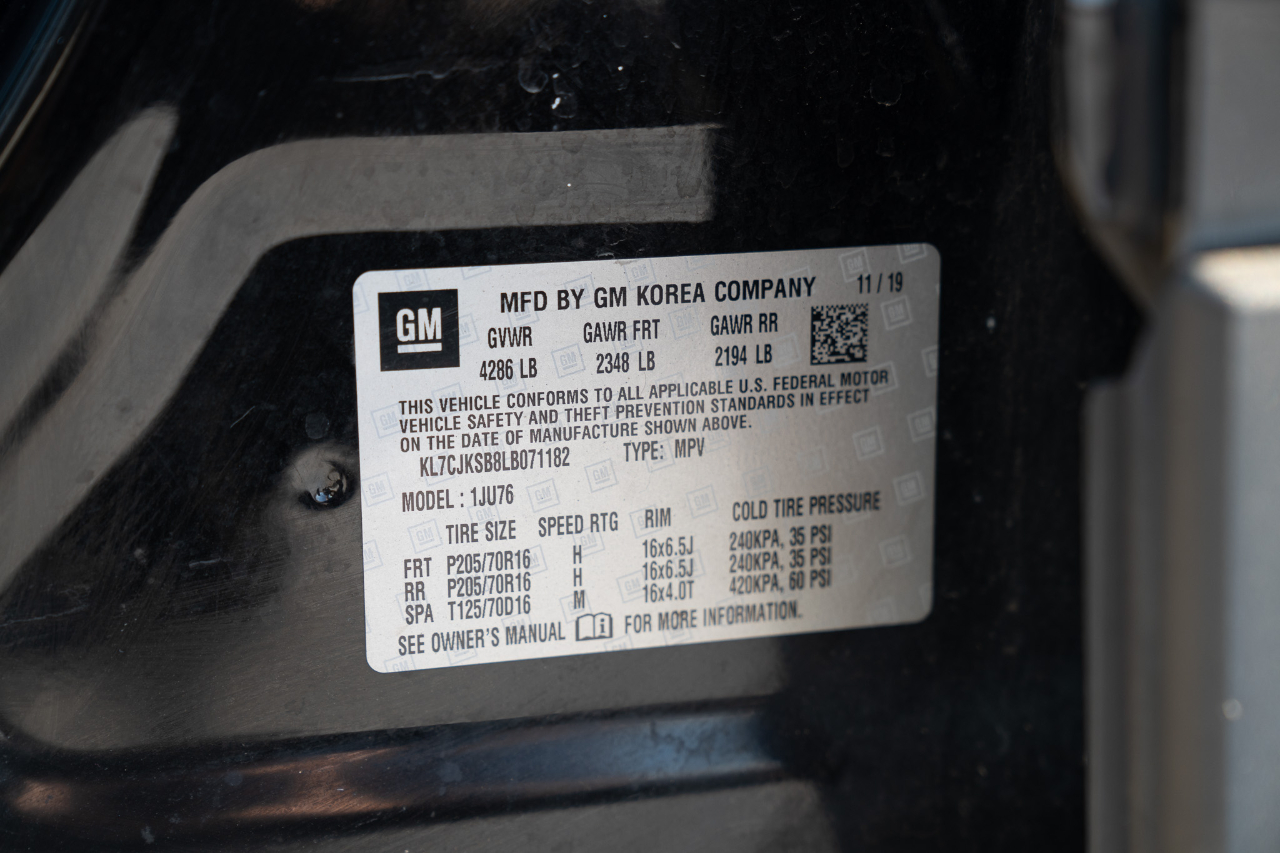 GM
MFD BY GM KOREA COMPANY 11 / 19
GVWR GAWR FRT GAWR RR
4286 LB 2348 LB 2194 LB
THIS VEHICLE CONFORMS TO ALL APPLICABLE U.S. FEDERAL MOTOR
VEHICLE SAFETY AND THEFT PREVENTION STANDARDS IN EFFECT
ON THE DATE OF MANUFACTURE SHOWN ABOVE.
KL7CJKSB8LB071182 TYPE: MPV
MODEL : 1JU76
TIRE SIZE SPEED RTG RIM COLD TIRE PRESSURE
FRT P205/70R16 H 16x6.5J 240KPA, 35 PSI
RR P205/70R16 H 16x6.5J 240KPA, 35 PSI
SPA T125/70D16 M 16x4.0T 420KPA, 60 PSI
SEE OWNER'S MANUAL FOR MORE INFORMATION.